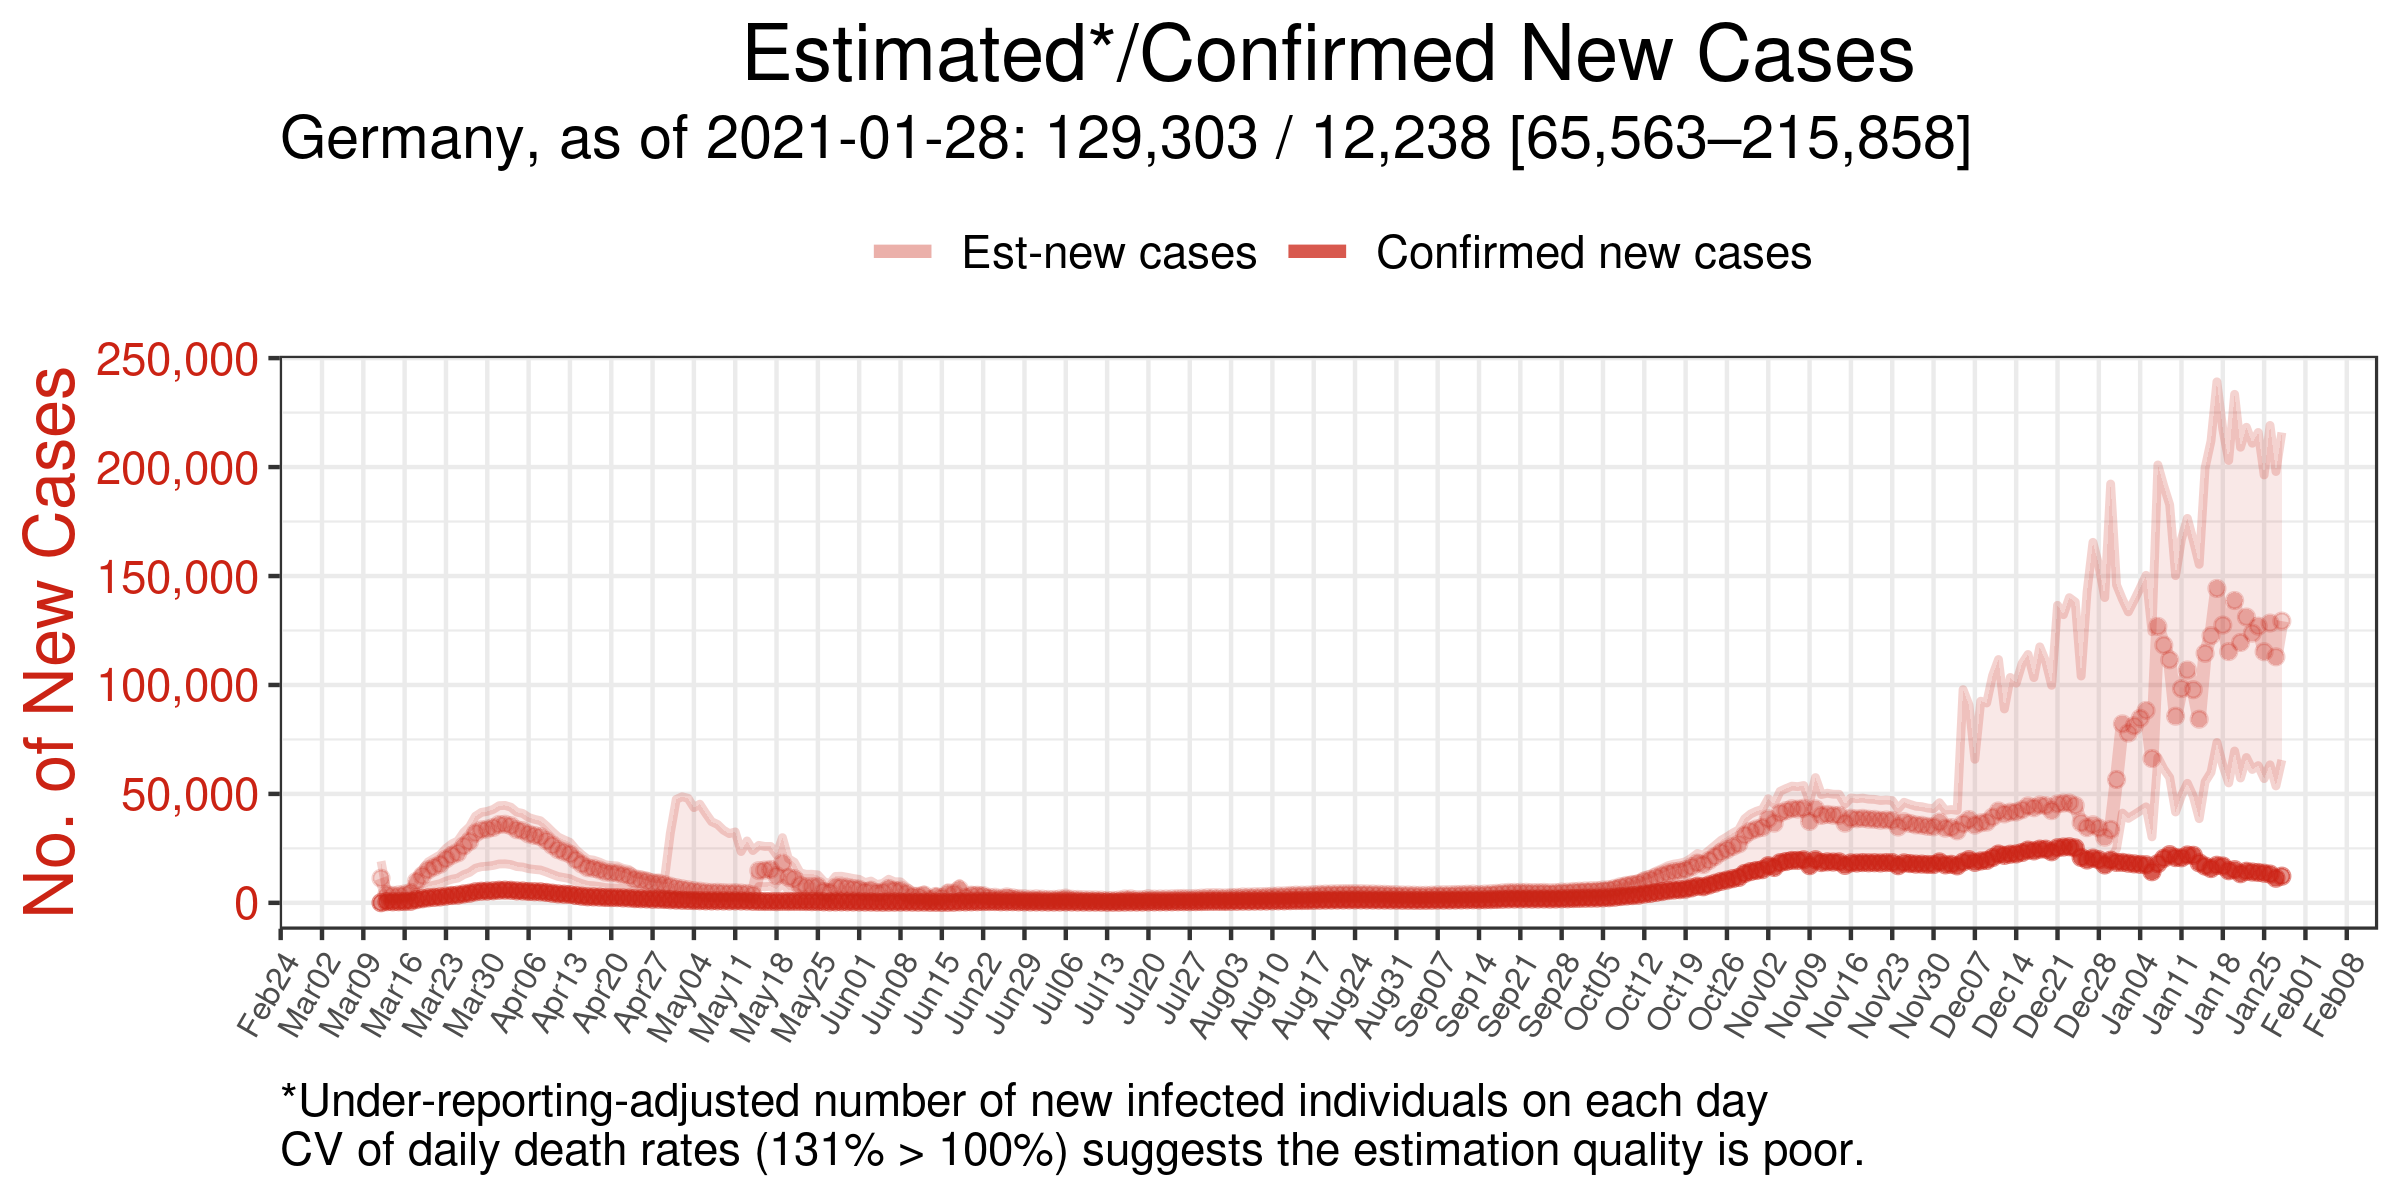 Estimated*/Confirmed New Cases
Germany, as of 2021-01-28: 129,303 / 12,238 [65,563–215,858]
Est-new cases
Confirmed new cases
No. of New Cases
250,000
200,000
150,000
100,000
50,000
0
Feb24
Mar02
Mar09
Mar16
Mar23
Mar30
Apr06
Apr13
Apr20
Apr27
May04
May11
May18
May25
Jun01
Jun08
Jun15
Jun22
Jun29
Jul06
Jul13
Jul20
Jul27
Aug03
Aug10
Aug17
Aug24
Aug31
Sep07
Sep14
Sep21
Sep28
Oct05
Oct12
Oct19
Oct26
Nov02
Nov09
Nov16
Nov23
Nov30
Dec07
Dec14
Dec21
Dec28
Jan04
Jan11
Jan18
Jan25
Feb01
Feb08
*Under-reporting-adjusted number of new infected individuals on each day
CV of daily death rates (131% > 100%) suggests the estimation quality is poor.